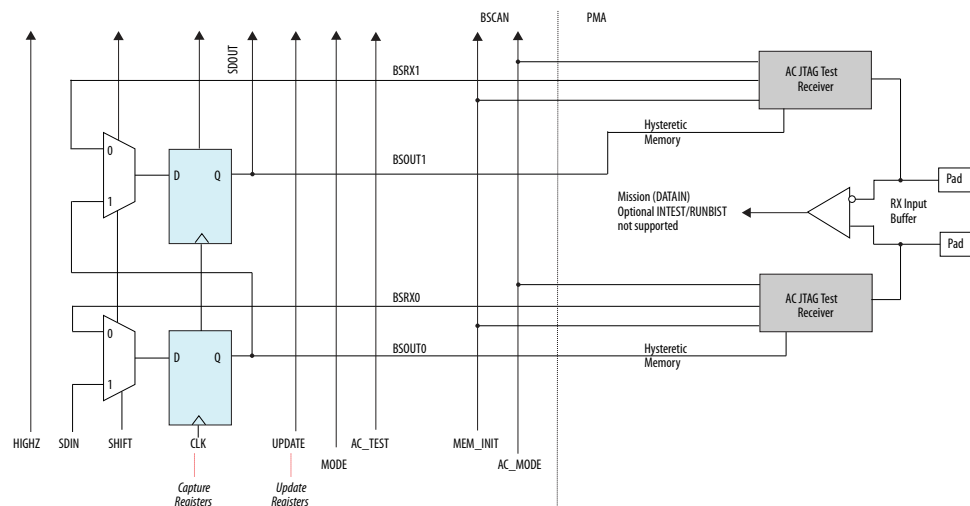 BSCAN
PMA
SDOUT
BSRX1
AC JTAG Test
Receiver
0
Hysteretic
Memory
BSOUT1
D
Q
Pad
1
Mission (DATAIN)
Optional INTEST/RUNBIST
not supported
RX Input
Buffer
Pad
BSRX0
AC JTAG Test
Receiver
0
D
Q
BSOUT0
Hysteretic
Memory
1
HIGHZ
SDIN
SHIFT
CLK
UPDATE
AC_TEST
MEM_INIT
MODE
AC_MODE
Capture
Registers
Update
Registers